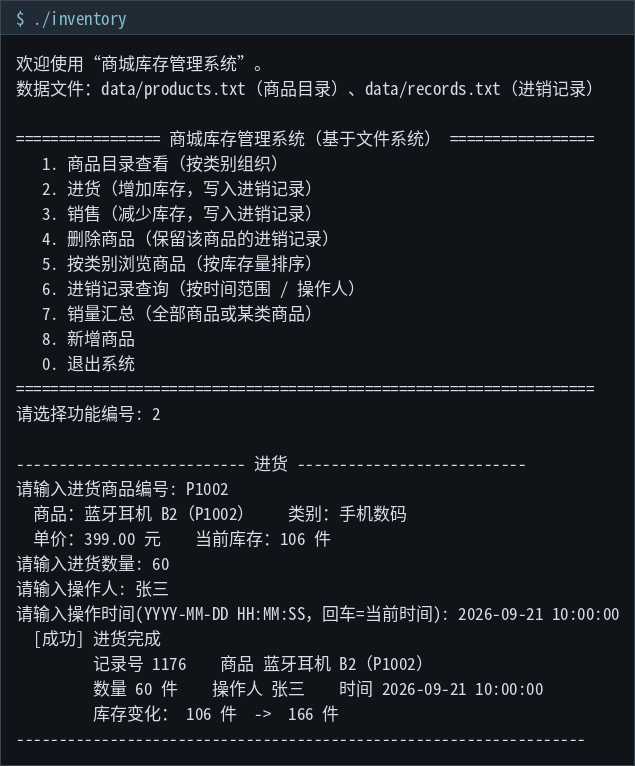 $ ./inventory
欢迎使用“商城库存管理系统”。
数据文件：data/products.txt（商品目录）、data/records.txt（进销记录）
================= 商城库存管理系统（基于文件系统） =================
1. 商品目录查看（按类别组织）
2. 进货（增加库存，写入进销记录）
3. 销售（减少库存，写入进销记录）
4. 删除商品（保留该商品的进销记录）
5. 按类别浏览商品（按库存量排序）
6. 进销记录查询（按时间范围 / 操作人）
7. 销量汇总（全部商品或某类商品）
8. 新增商品
0. 退出系统
====================================================================
请选择功能编号: 2
--------------------------- 进货 ---------------------------
请输入进货商品编号: P1002
商品：蓝牙耳机 B2（P1002）    类别：手机数码
单价：399.00 元    当前库存：106 件
请输入进货数量: 60
请输入操作人: 张三
请输入操作时间(YYYY-MM-DD HH:MM:SS，回车=当前时间): 2026-09-21 10:00:00
[成功] 进货完成
记录号 1176    商品 蓝牙耳机 B2（P1002）
数量 60 件    操作人 张三    时间 2026-09-21 10:00:00
库存变化： 106 件  ->  166 件
-------------------------------------------------------------------